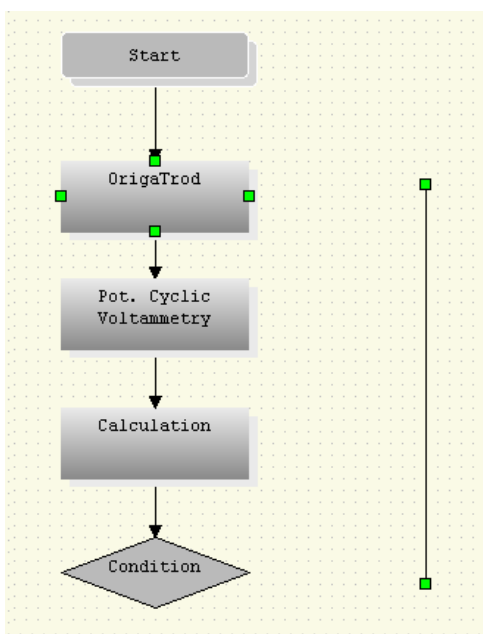 Start
OrigaTrod
Pot. Cyclic
Voltammetry
Calculation
Condition